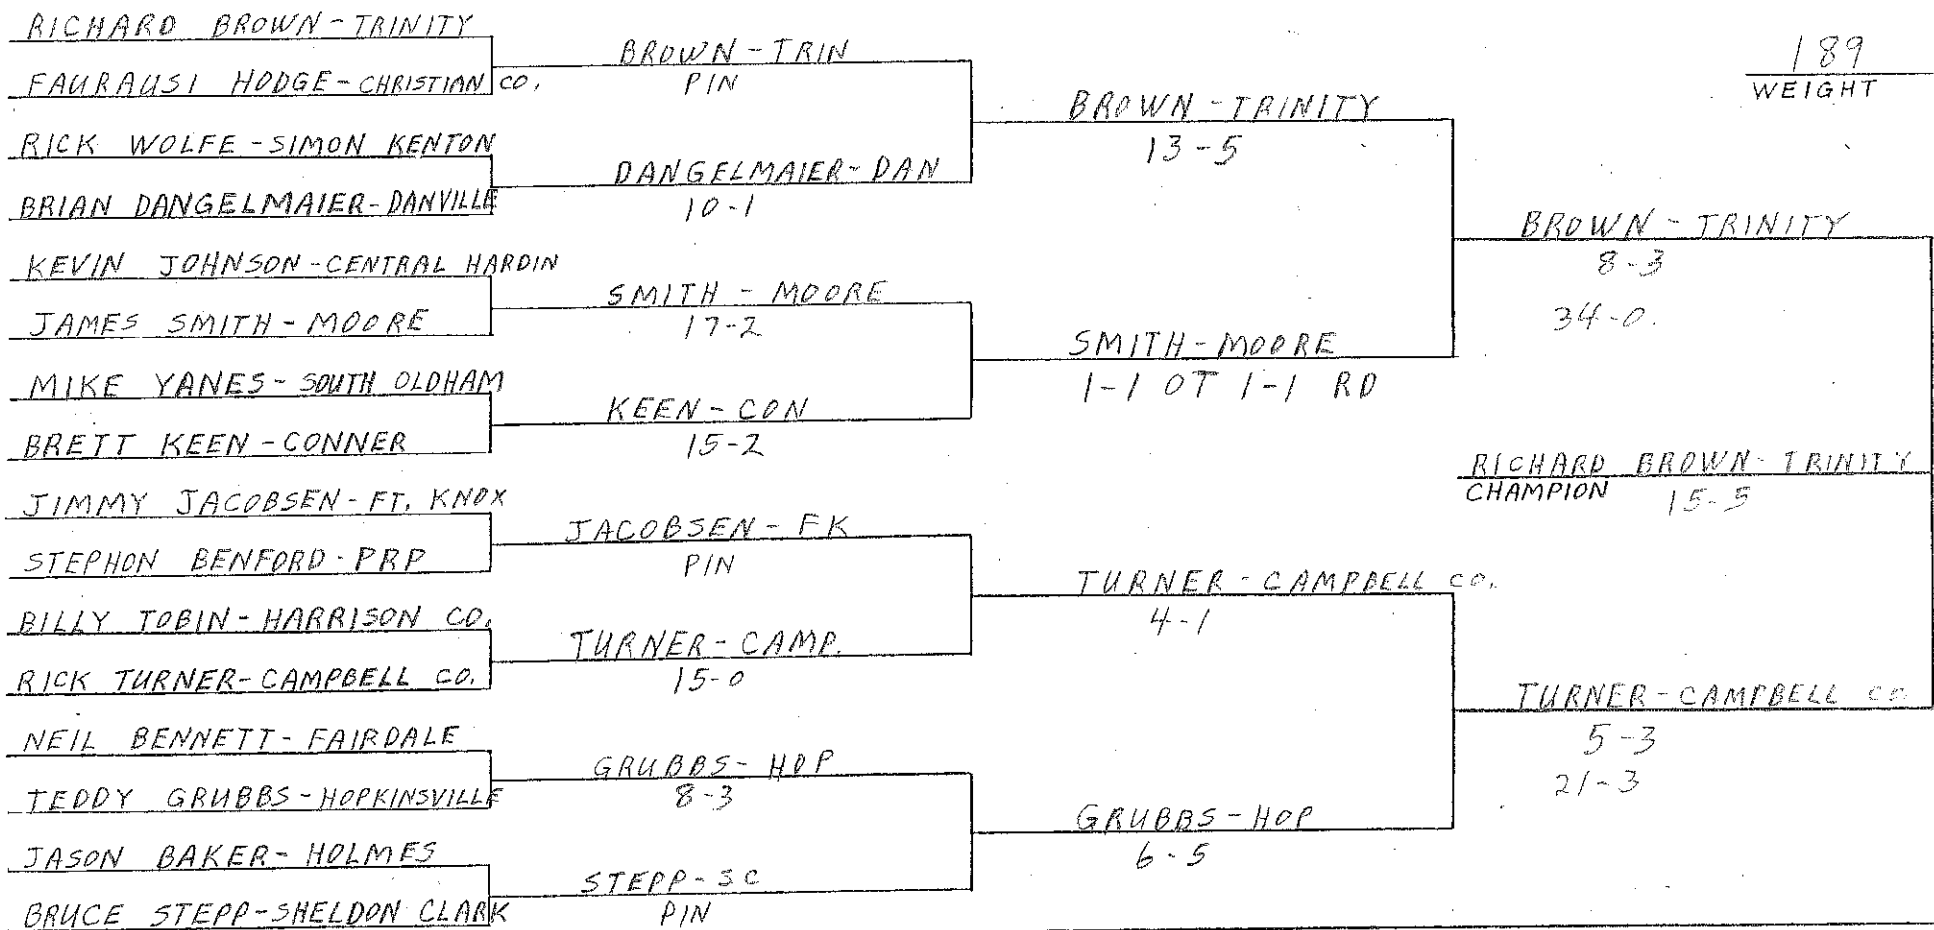 RICHARD BROWN-TRINITY
FAURAUSI HODGE-CHRISTIAN CO.
RICK WOLFE-SIMON KENTON
BRIAN DANGELMAIER-DANVILLE
KEVIN JOHNSON-CENTRAL HARDIN
JAMES SMITH-MOORE
MIKE YANES-SOUTH OLDHAM
BRETT KEEN-CONNER
JIMMY JACOBSEN-FT. KNOX
STEPHON BENFORD-PRP
BILLY TOBIN-HARRISON CO.
RICK TURNER-CAMPBELL CO.
NEIL BENNETT-FAIRDALE
TEDDY GRUBBS-HOPKINSVILLE
JASON BAKER-HOLMES
BRUCE STEPP-SHELDON CLARK
BROWN-TRIN
PIN
DANGELMAIER-DAN
10-1
SMITH-MOORE
17-2
KEEN-CON
15-2
JACOBSEN-FK
PIN
TURNER-CAMP.
15-0
GRUBBS-HOP
8-3
STEPP-SC
PIN
BROWN-TRINITY
13-5
SMITH-MOORE
1-1 OT 1-1 RD
TURNER-CAMPBELL CO.
4-1
GRUBBS-HOP
6-5
189
WEIGHT
BROWN-TRINITY
8-3
34-0.
TURNER-CAMPBELL CO
5-3
21-3
RICHARD BROWN-TRINITY
CHAMPION 15-5